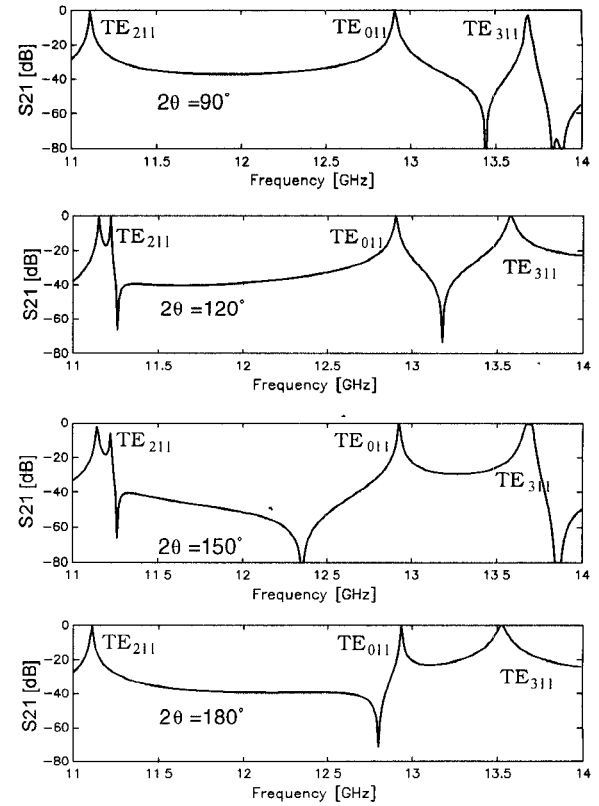 0
-20
-40
-60
-80
S21 [dB]
TE211
TE011
TE311
2θ =90°
11 11.5 12 12.5 13 13.5 14
Frequency [GHz]
0
-20
-40
-60
-80
S21 [dB]
TE211
TE011
TE311
2θ =120°
11 11.5 12 12.5 13 13.5 14
Frequency [GHz]
0
-20
-40
-60
-80
S21 [dB]
TE211
TE011
TE311
2θ =150°
11 11.5 12 12.5 13 13.5 14
Frequency [GHz]
0
-20
-40
-60
-80
S21 [dB]
TE211
TE011
TE311
2θ =180°
11 11.5 12 12.5 13 13.5 14
Frequency [GHz]